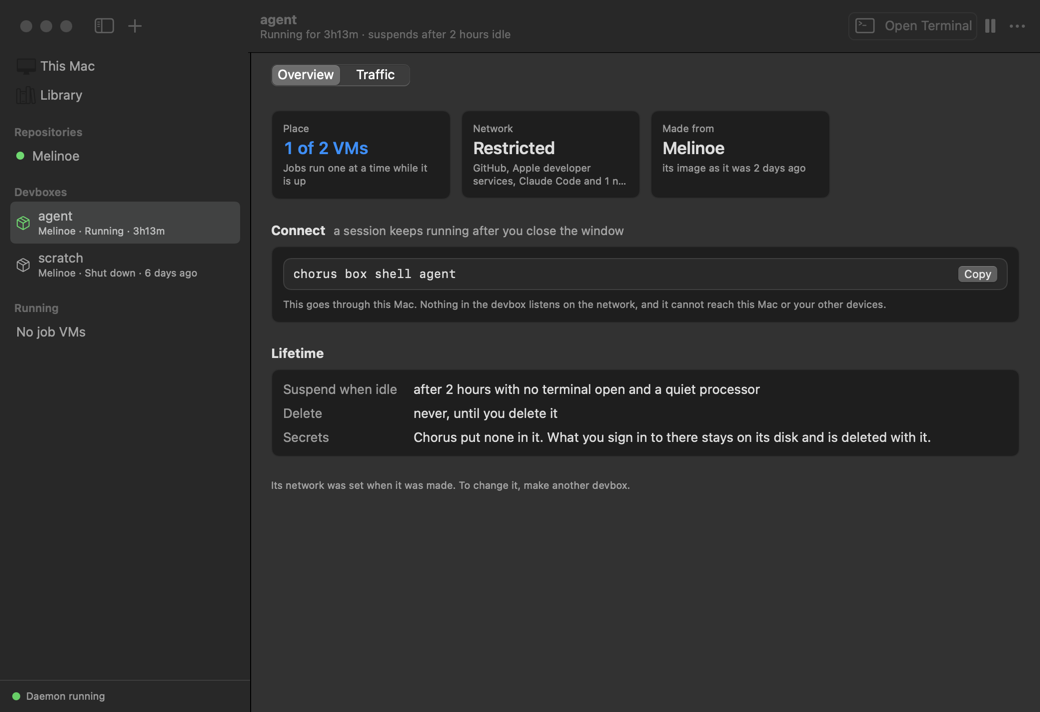 agent
Running for 3h13m · suspends after 2 hours idle
Open Terminal
This Mac
Library
Repositories
Melinoe
Devboxes
agent
Melinoe · Running · 3h13m
scratch
Melinoe · Shut down · 6 days ago
Running
No job VMs
Daemon running
Overview
Traffic
Place
1 of 2 VMs
Jobs run one at a time while it
is up
Network
Restricted
GitHub, Apple developer
services, Claude Code and 1 n...
Made from
Melinoe
its image as it was 2 days ago
Connect a session keeps running after you close the window
chorus box shell agent
Copy
This goes through this Mac. Nothing in the devbox listens on the network, and it cannot reach this Mac or your other devices.
Lifetime
Suspend when idle after 2 hours with no terminal open and a quiet processor
Delete never, until you delete it
Secrets Chorus put none in it. What you sign in to there stays on its disk and is deleted with it.
Its network was set when it was made. To change it, make another devbox.